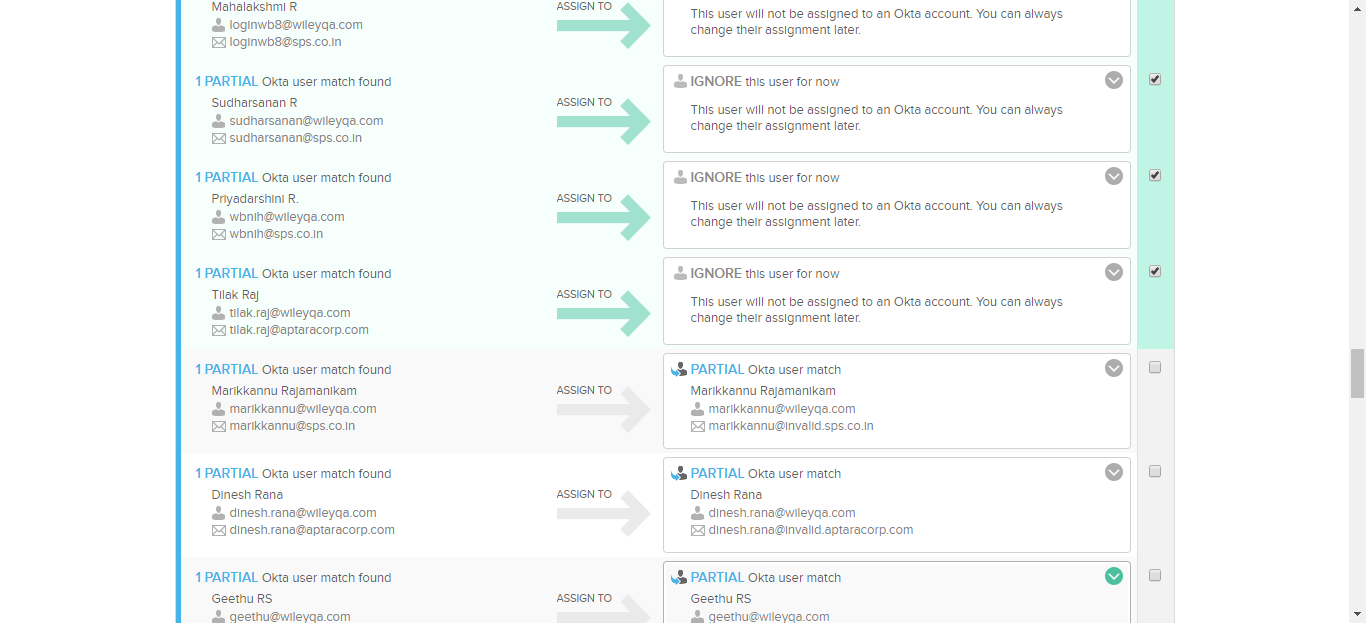 Mahalakshmi R
loginwb8@wileyqa.com
loginwb8@sps.co.in
ASSIGN TO
This user will not be assigned to an Okta account. You can always
change their assignment later.
1 PARTIAL Okta user match found
Sudharsanan R
sudharsanan@wileyqa.com
sudharsanan@sps.co.in
ASSIGN TO
IGNORE this user for now
This user will not be assigned to an Okta account. You can always
change their assignment later.
1 PARTIAL Okta user match found
Priyadarshini R.
wbnih@wileyqa.com
wbnih@sps.co.in
ASSIGN TO
IGNORE this user for now
This user will not be assigned to an Okta account. You can always
change their assignment later.
1 PARTIAL Okta user match found
Tilak Raj
tilak.raj@wileyqa.com
tilak.raj@aptaracorp.com
ASSIGN TO
IGNORE this user for now
This user will not be assigned to an Okta account. You can always
change their assignment later.
1 PARTIAL Okta user match found
Marikkannu Rajamanikam
marikkannu@wileyqa.com
marikkannu@sps.co.in
ASSIGN TO
PARTIAL Okta user match
Marikkannu Rajamanikam
marikkannu@wileyqa.com
marikkannu@invalid.sps.co.in
1 PARTIAL Okta user match found
Dinesh Rana
dinesh.rana@wileyqa.com
dinesh.rana@aptaracorp.com
ASSIGN TO
PARTIAL Okta user match
Dinesh Rana
dinesh.rana@wileyqa.com
dinesh.rana@invalid.aptaracorp.com
1 PARTIAL Okta user match found
Geethu RS
geethu@wileyqa.com
ASSIGN TO
PARTIAL Okta user match
Geethu RS
geethu@wileyqa.com